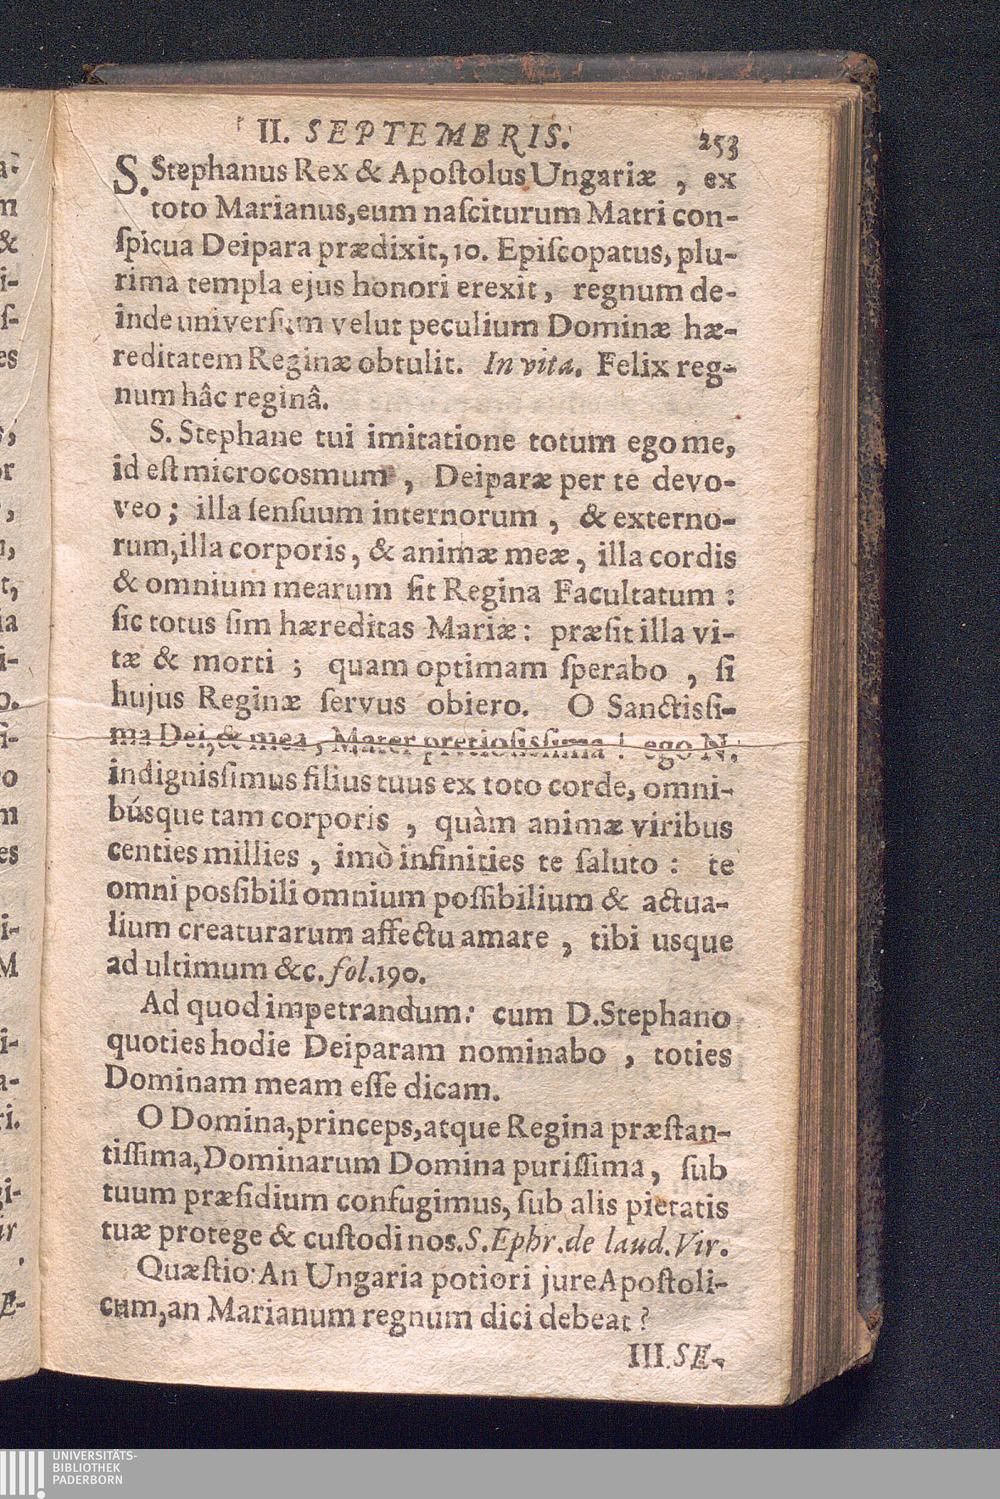 II. SEPTEMBRIS. 253
S. Stephanus Rex & Apoſtolus Ungariæ , ex
toto Marianus,eum naſciturum Matri con-
ſpicua Deipara prædixit, 10. Epiſcopatus, plu-
rima templa ejus honori erexit, regnum de-
inde univerſum velut peculium Dominæ hæ-
reditatem Reginæ obtulit. In vita. Felix reg-
num hâc reginâ.
S. Stephane tui imitatione totum ego me,
id eſt microcosmum , Deiparæ per te devo-
veo ; illa ſenſuum internorum , & externo-
rum,illa corporis, & animæ meæ, illa cordis
& omnium mearum ſit Regina Facultatum :
ſic totus ſim hæreditas Mariæ: præſit illa vi-
tæ & morti ; quam optimam ſperabo , ſi
hujus Reginæ ſervus obiero. O Sanctisſi-
ma Dei,& mea, Mater pretioſisſima ! ego N.
indignisſimus filius tuus ex toto corde, omni-
búsque tam corporis , quàm animæ viribus
centies millies , imò infinities te ſaluto : te
omni posſibili omnium poſſibilium & actua-
lium creaturarum affectu amare , tibi usque
ad ultimum &c. fol.190.
Ad quod impetrandum: cum D.Stephano
quoties hodie Deiparam nominabo , toties
Dominam meam eſſe dicam.
O Domina,princeps,atque Regina præſtan-
tiſſima,Dominarum Domina puriſſima, ſub
tuum præſidium confugimus, ſub alis pietatis
tuæ protege & cuſtodi nos.S.Ephr.de laud.Vir.
Quæſtio: An Ungaria potiori jure Apoſtoli-
cum,an Marianum regnum dici debeat ?
III. SE-
UNIVERSITÄTS-
BIBLIOTHEK
PADERBORN